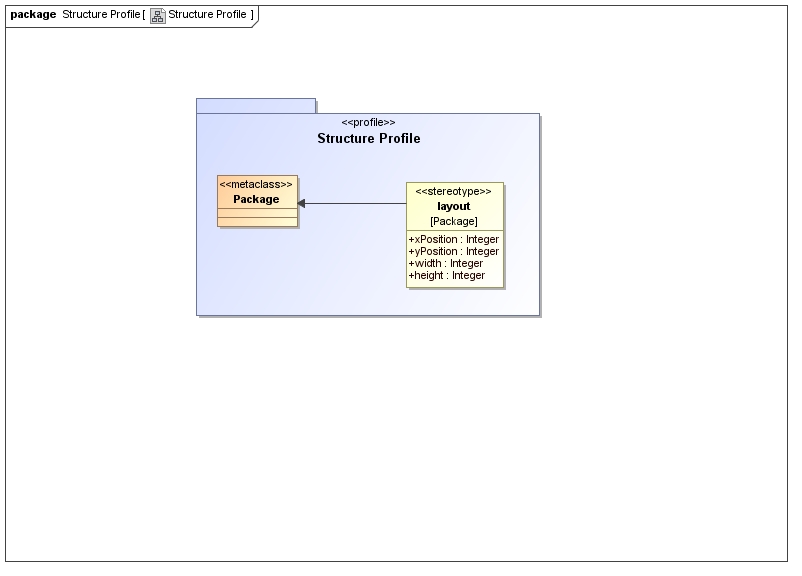 package Structure Profile [ Structure Profile ]
<<profile>>
Structure Profile
<<metaclass>>
Package
<<stereotype>>
layout
[Package]
+xPosition : Integer
+yPosition : Integer
+width : Integer
+height : Integer